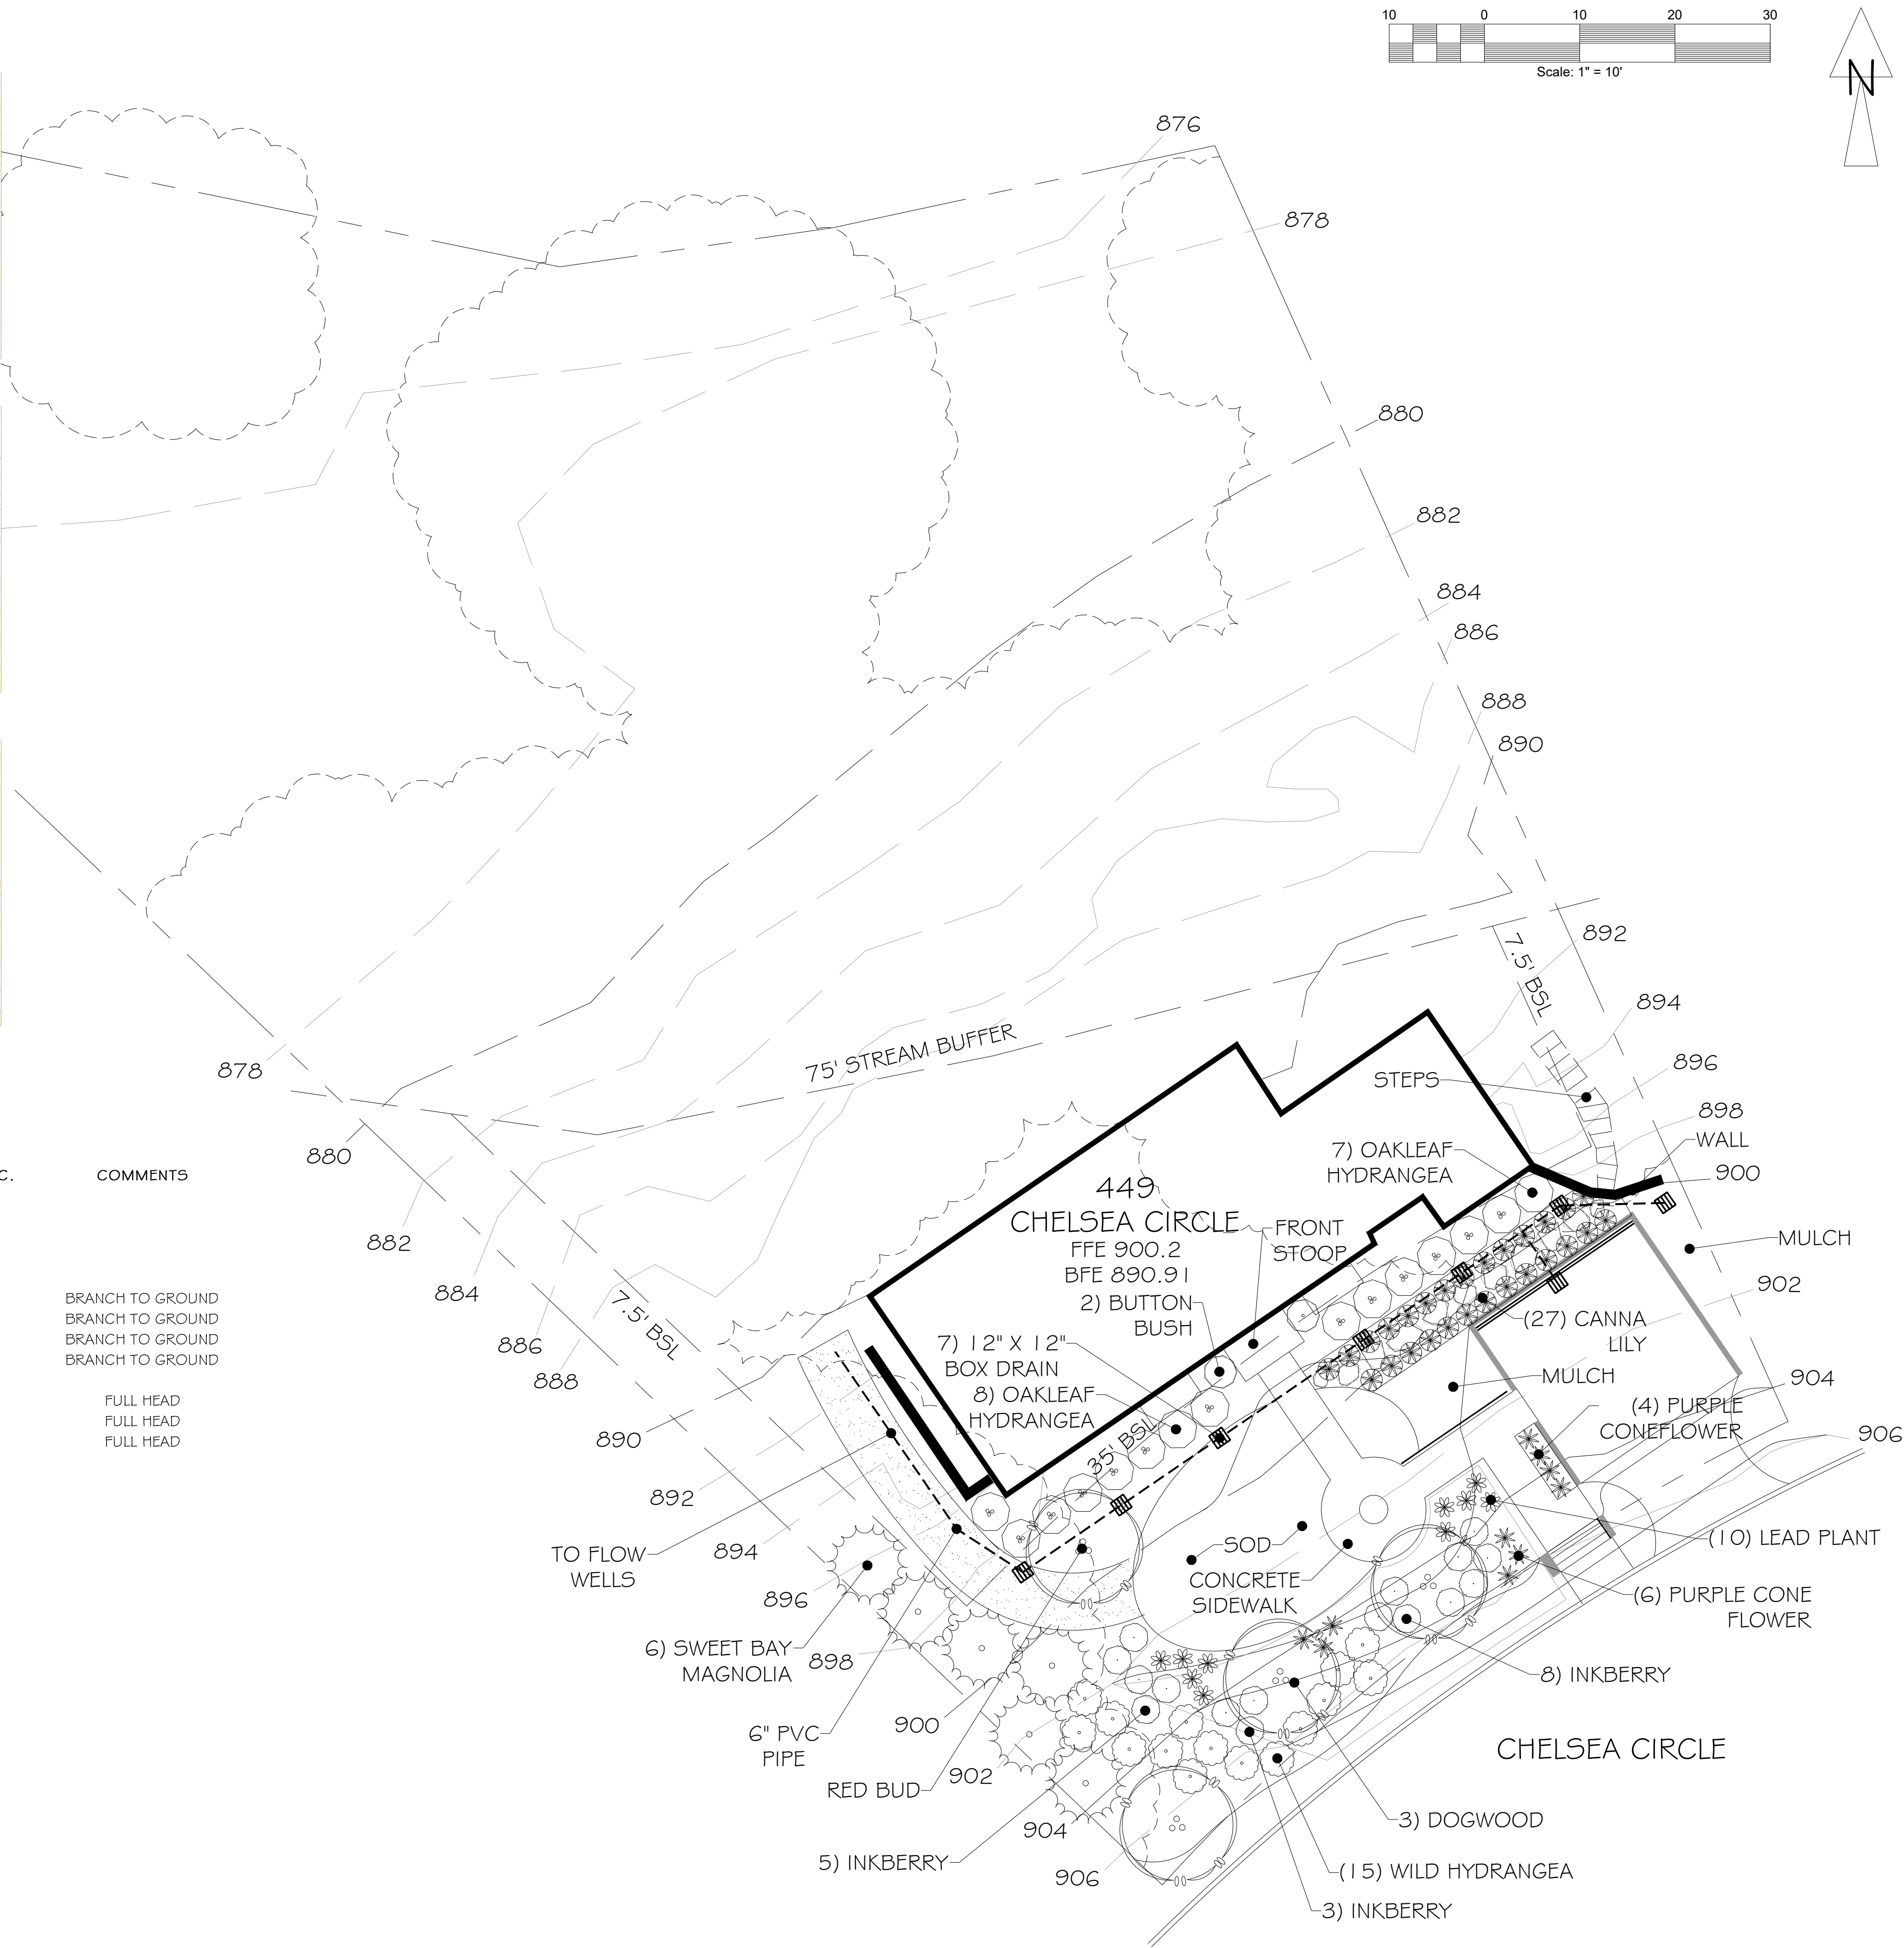 10 0 10 20 30
Scale: 1" = 10'
N
876
878
880
882
884
886
888
890
892
7.5' BSL
894
75' STREAM BUFFER
896
878
STEPS
898
WALL
7) OAKLEAF
HYDRANGEA
900
880
C. COMMENTS
449
CHELSEA CIRCLE
FFE 900.2
BFE 890.91
FRONT
STOOP
MULCH
882
902
884
2) BUTTON
BUSH
(27) CANNA
LILY
BRANCH TO GROUND
BRANCH TO GROUND
BRANCH TO GROUND
BRANCH TO GROUND
7.5' BSL
886
7) 12" X 12"
BOX DRAIN
888
MULCH
904
8) OAKLEAF
HYDRANGEA
FULL HEAD
FULL HEAD
FULL HEAD
(4) PURPLE
CONEFLOWER
890
35' BSL
906
892
894
SOD
(10) LEAD PLANT
TO FLOW
WELLS
CONCRETE
SIDEWALK
896
(6) PURPLE CONE
FLOWER
6) SWEET BAY
MAGNOLIA
898
8) INKBERRY
900
6" PVC
PIPE
CHELSEA CIRCLE
902
RED BUD
904
3) DOGWOOD
5) INKBERRY
906
(15) WILD HYDRANGEA
3) INKBERRY